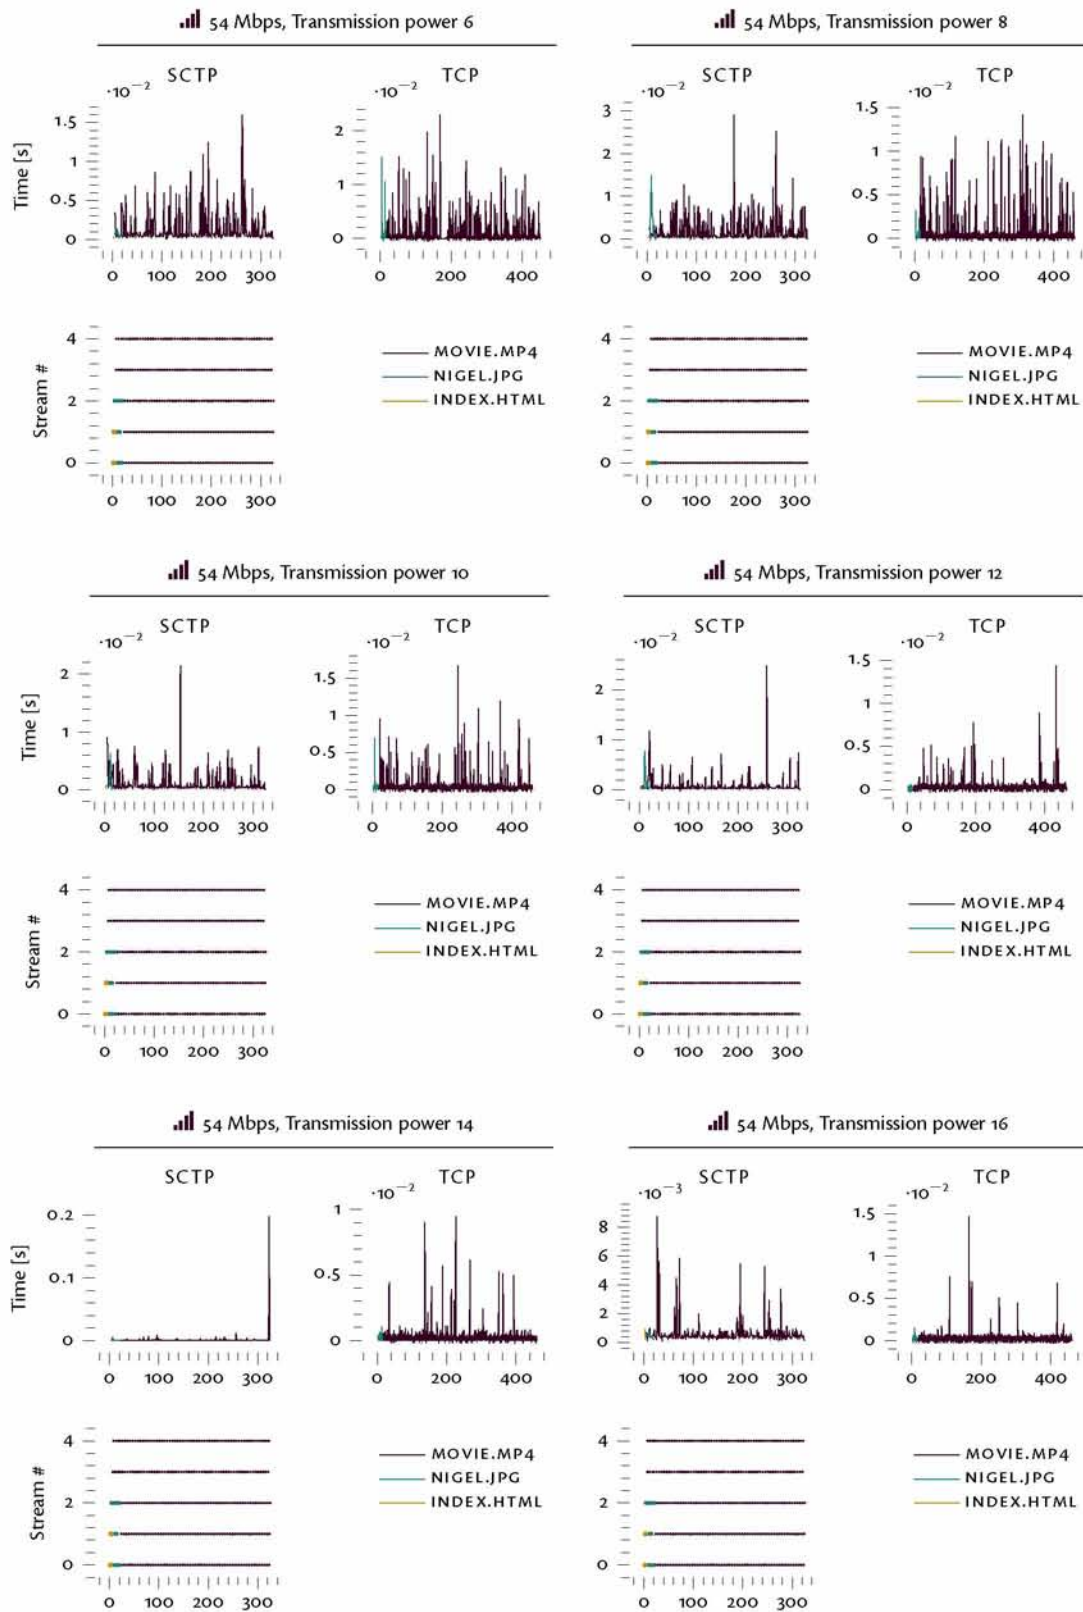 54 Mbps, Transmission power 6
54 Mbps, Transmission power 8
SCTP
TCP
SCTP
TCP
·10−2
·10−2
·10−2
·10−2
Time [s]
1.5
1
0.5
0
2
1
0
3
2
1
0
1.5
1
0.5
0
0 100 200 300
0 200 400
0 100 200 300
0 200 400
Stream #
4
2
0
MOVIE.MP4
NIGEL.JPG
INDEX.HTML
4
2
0
MOVIE.MP4
NIGEL.JPG
INDEX.HTML
0 100 200 300
0 100 200 300
54 Mbps, Transmission power 10
54 Mbps, Transmission power 12
SCTP
TCP
SCTP
TCP
·10−2
·10−2
·10−2
·10−2
Time [s]
2
1
0
1.5
1
0.5
0
2
1
0
1.5
1
0.5
0
0 100 200 300
0 200 400
0 100 200 300
0 200 400
Stream #
4
2
0
MOVIE.MP4
NIGEL.JPG
INDEX.HTML
4
2
0
MOVIE.MP4
NIGEL.JPG
INDEX.HTML
0 100 200 300
0 100 200 300
54 Mbps, Transmission power 14
54 Mbps, Transmission power 16
SCTP
TCP
SCTP
TCP
·10−2
·10−3
·10−2
Time [s]
0.2
0.1
0
1
0.5
0
8
6
4
2
0
1.5
1
0.5
0
0 100 200 300
0 200 400
0 100 200 300
0 200 400
Stream #
4
2
0
MOVIE.MP4
NIGEL.JPG
INDEX.HTML
4
2
0
MOVIE.MP4
NIGEL.JPG
INDEX.HTML
0 100 200 300
0 100 200 300